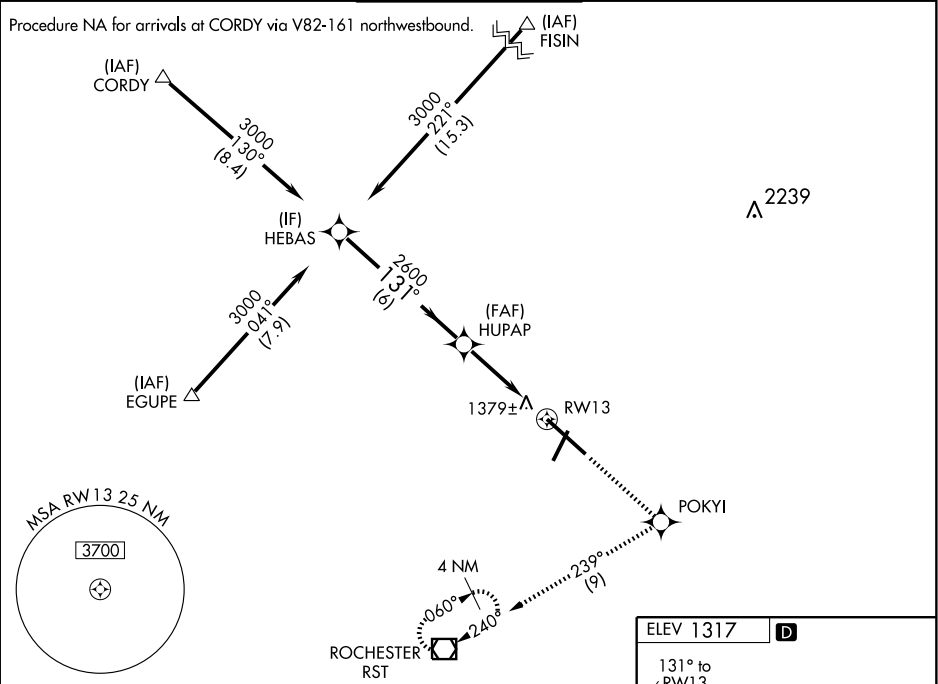 Procedure NA for arrivals at CORDY via V82-161 northwestbound.
(IAF)
FISIN
(IAF)
CORDY
3000
221°
(15.3)
3000
130°
(8.4)
2239
(IF)
HEBAS
2600
131°
(6)
3000
041°
(7.9)
(FAF)
HUPAP
(IAF)
EGUPE
1379±
RW13
MSA RW13 25 NM
3700
POKYI
239°
(9)
4 NM
060°
240°
ROCHESTER
RST
ELEV 1317 D
131° to
RW13